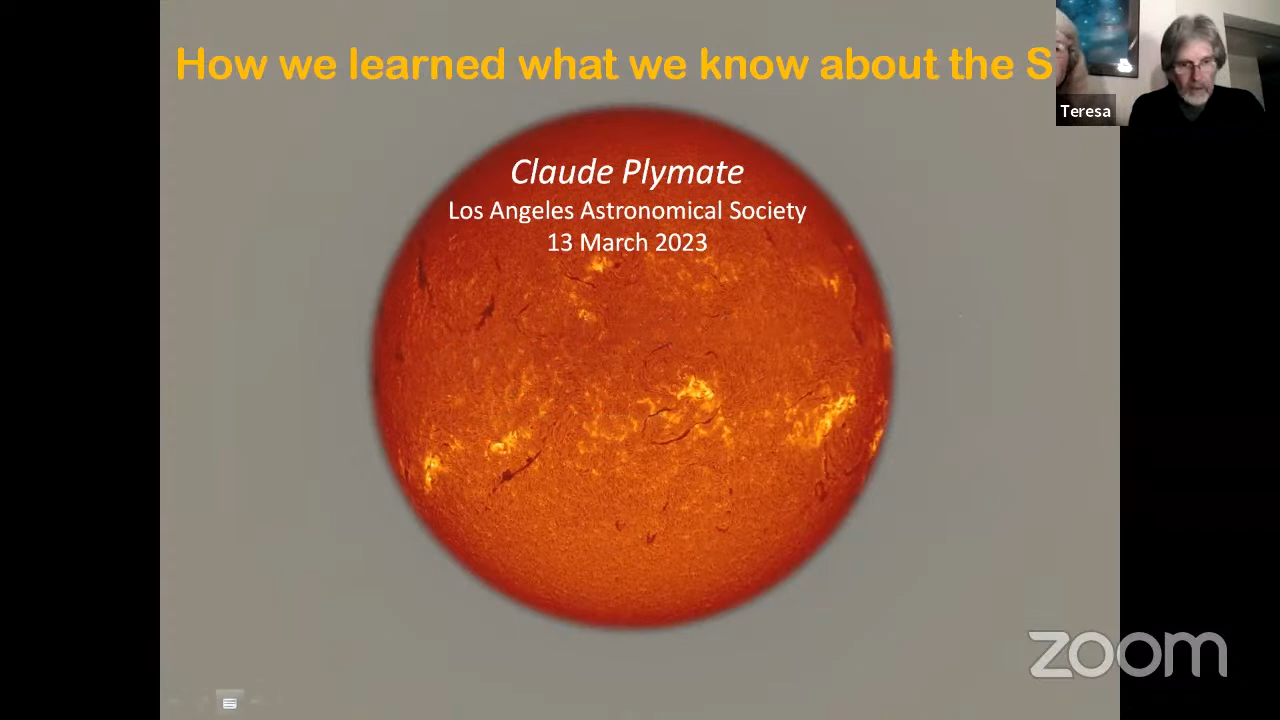 How we learned what we know about the S
Teresa
Claude Plymate
Los Angeles Astronomical Society
13 March 2023
zoom